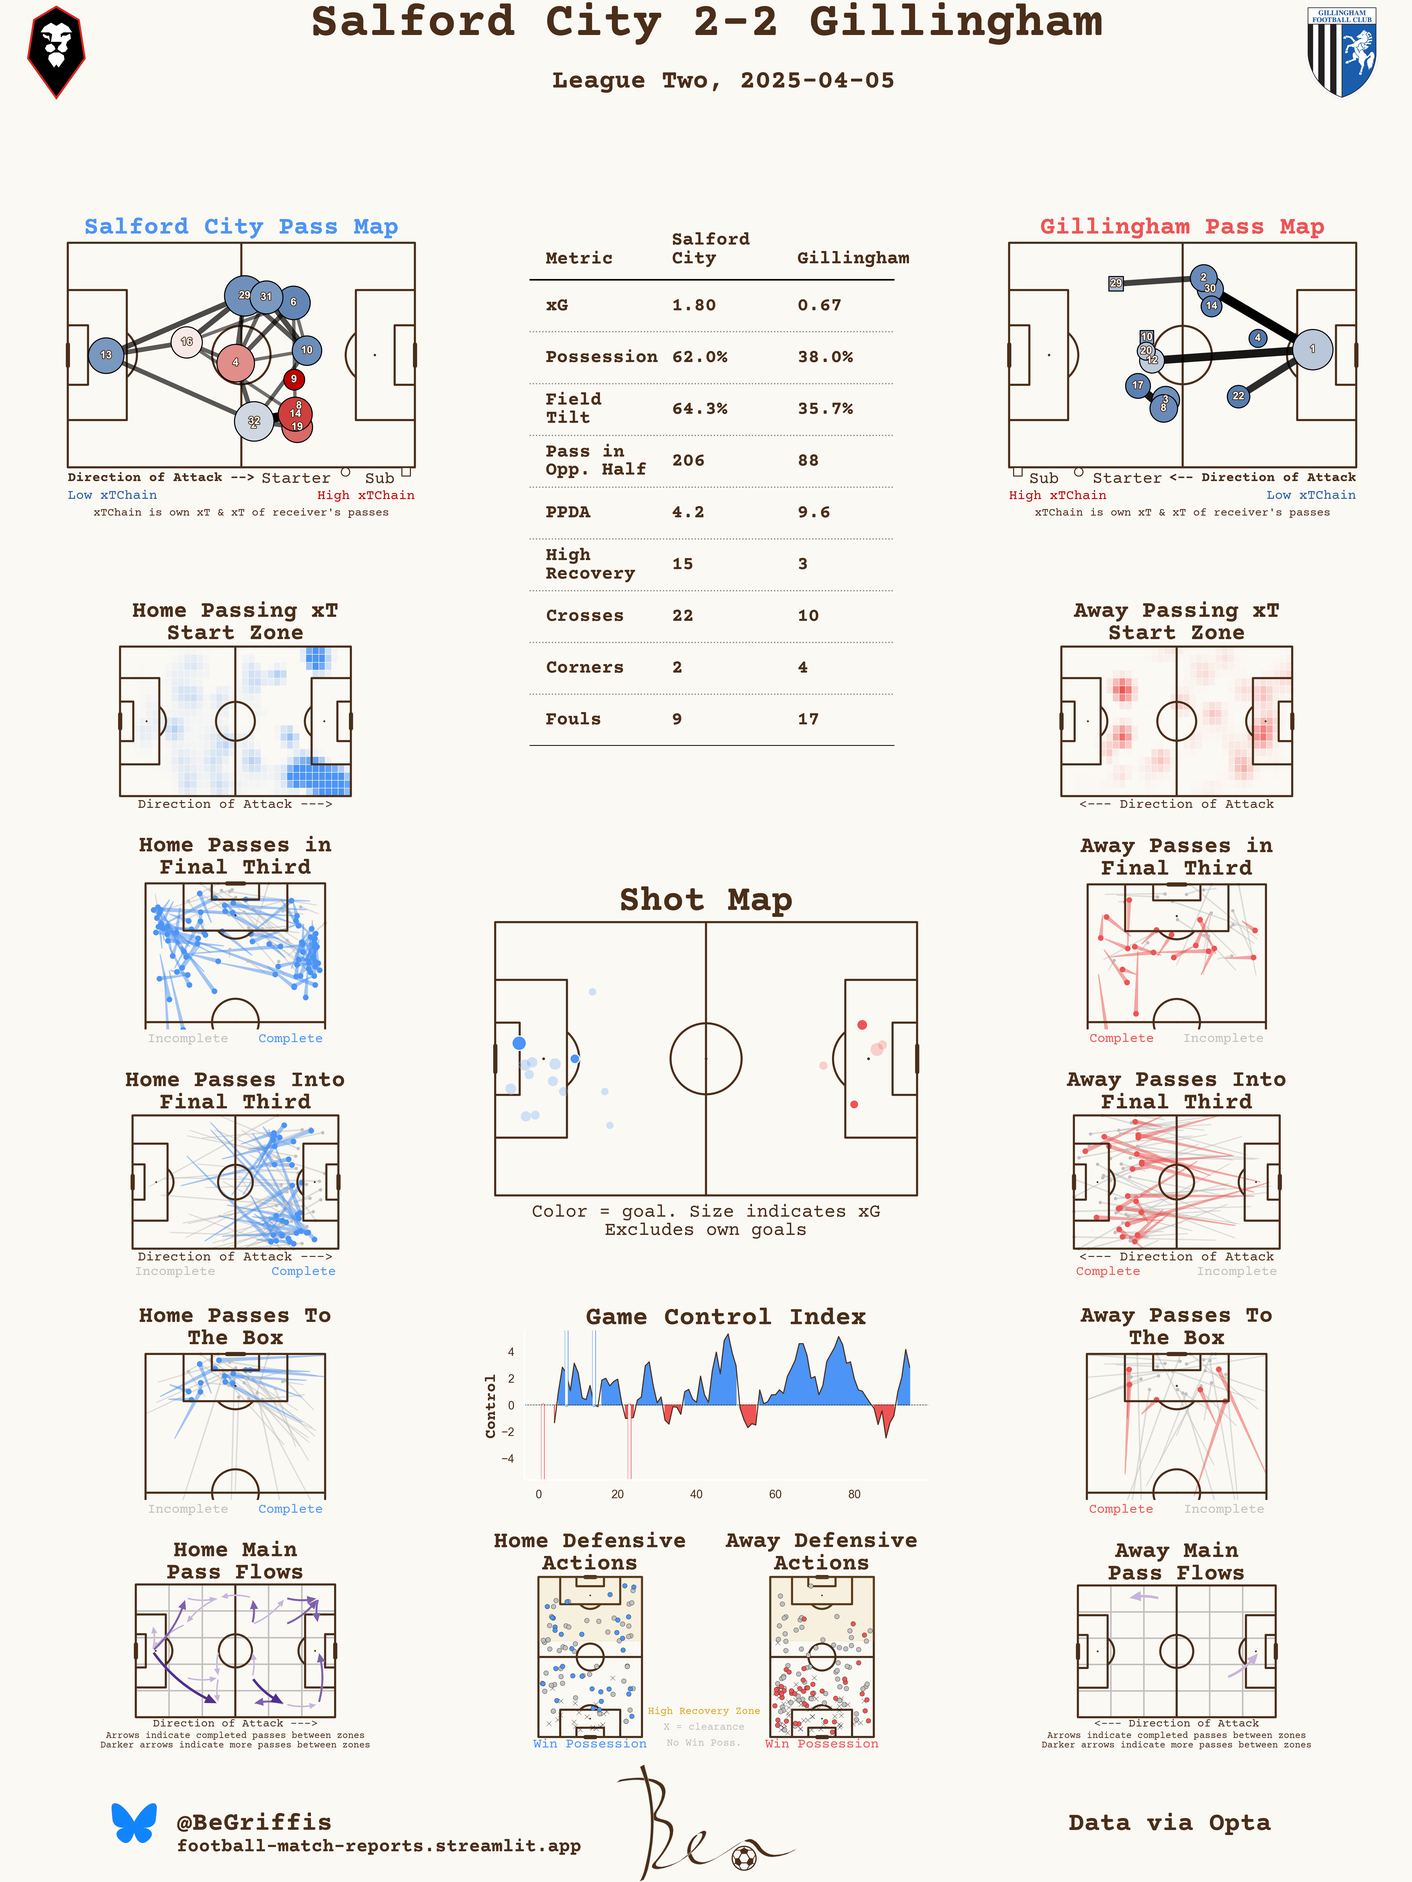 Salford City 2-2 Gillingham
League Two, 2025-04-05
GILLINGHAM
FOOTBALL CLUB
Salford City Pass Map
29
31
6
16
13
4
10
9
8
14
32
19
Direction of Attack --> Starter Sub
Low xTChain High xTChain
xTChain is own xT & xT of receiver's passes
Metric Salford City Gillingham
xG 1.80 0.67
Possession 62.0% 38.0%
Field Tilt 64.3% 35.7%
Pass in Opp. Half 206 88
PPDA 4.2 9.6
High Recovery 15 3
Crosses 22 10
Corners 2 4
Fouls 9 17
Gillingham Pass Map
29
2
30
14
10
4
20
12
1
17
3
8
22
Sub Starter <-- Direction of Attack
High xTChain Low xTChain
xTChain is own xT & xT of receiver's passes
Home Passing xT
Start Zone
Direction of Attack --->
Away Passing xT
Start Zone
<--- Direction of Attack
Home Passes in
Final Third
Incomplete Complete
Away Passes in
Final Third
Complete Incomplete
Shot Map
Color = goal. Size indicates xG
Excludes own goals
Home Passes Into
Final Third
Direction of Attack --->
Incomplete Complete
Away Passes Into
Final Third
<--- Direction of Attack
Complete Incomplete
Home Passes To
The Box
Incomplete Complete
Game Control Index
Control
4
2
0
−2
−4
0 20 40 60 80
Away Passes To
The Box
Complete Incomplete
Home Main
Pass Flows
Direction of Attack --->
Arrows indicate completed passes between zones
Darker arrows indicate more passes between zones
Home Defensive
Actions
Win Possession
Away Defensive
Actions
Win Possession
High Recovery Zone
X = clearance
No Win Poss.
Away Main
Pass Flows
<--- Direction of Attack
Arrows indicate completed passes between zones
Darker arrows indicate more passes between zones
@BeGriffis
football-match-reports.streamlit.app
Ben
Data via Opta